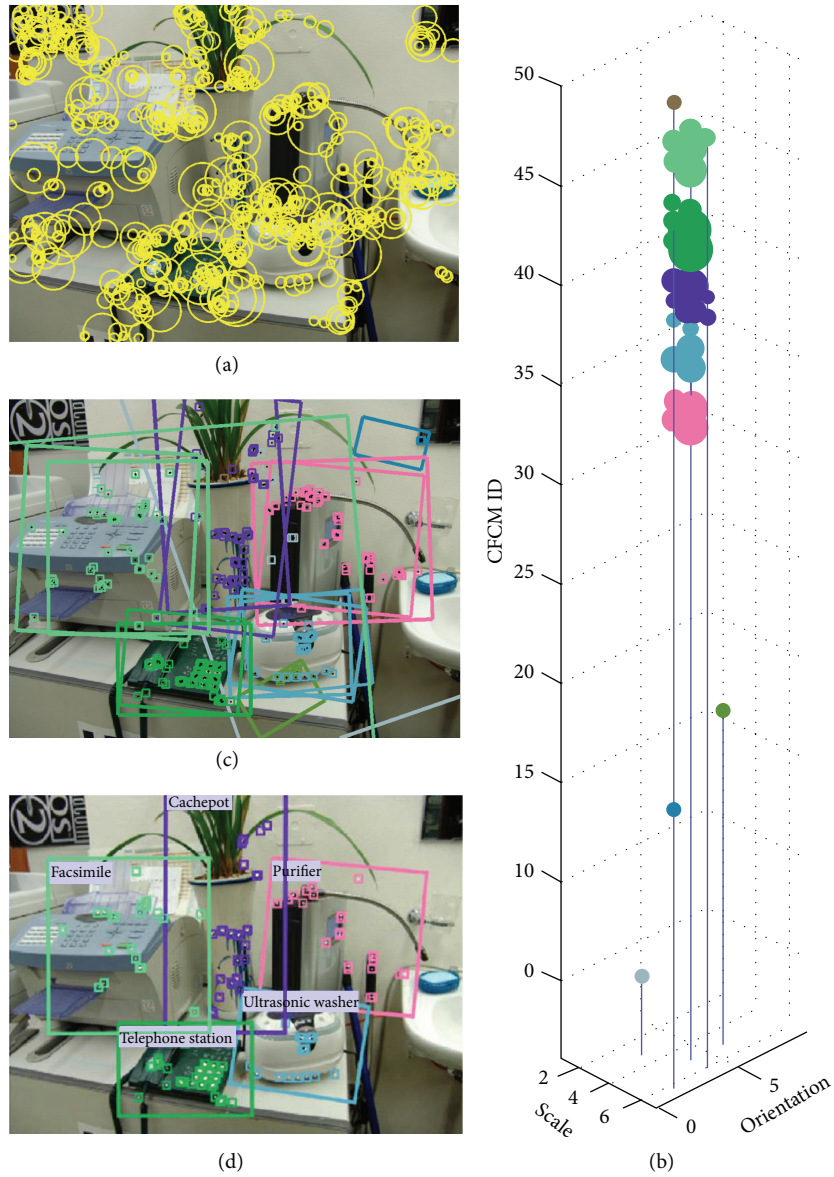 (a)
(c)
Cachepot
Facsimile
Purifier
Ultrasonic washer
Telephone station
(d)
50
45
40
35
30
25
20
15
10
0
CFCM ID
2
4
6
Scale
0
5
Orientation
(b)